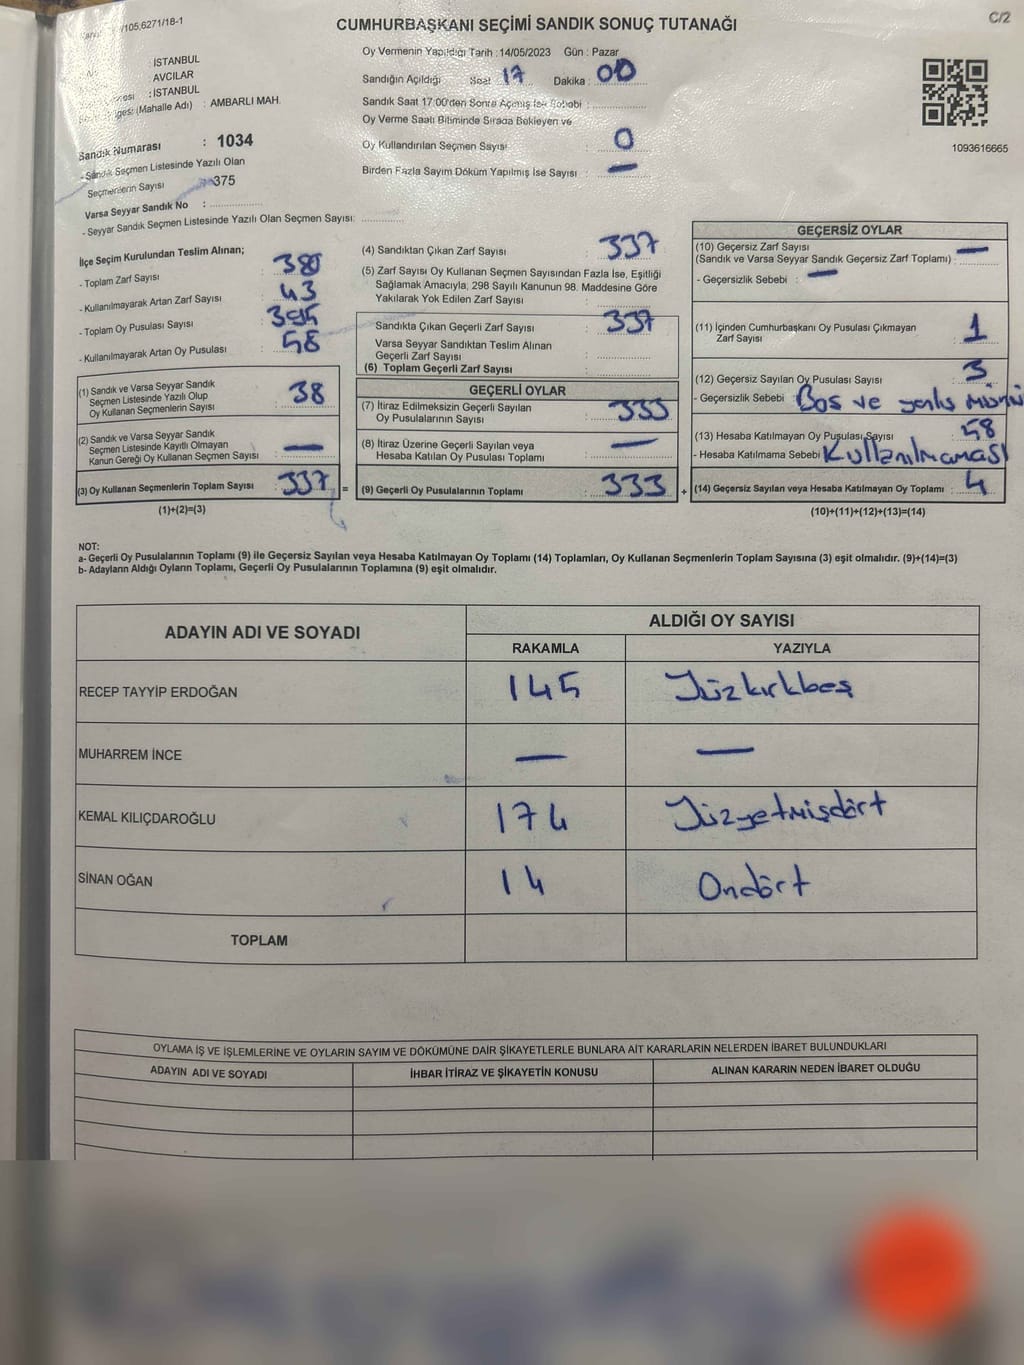 /105,6271/18-1
C/2
CUMHURBAŞKANI SEÇİMİ SANDIK SONUÇ TUTANAĞI
: İSTANBUL
AVCILAR
: İSTANBUL
(Mahalle Adı) : AMBARLI MAH.
Sandık Numarası : 1034
- Sandık Seçmen Listesinde Yazılı Olan
Seçmenlerin Sayısı 375
Varsa Seyyar Sandık No :
- Seyyar Sandık Seçmen Listesinde Yazılı Olan Seçmen Sayısı:
Oy Vermenin Yapıldığı Tarih :14/05/2023 Gün : Pazar
Sandığın Açıldığı Saat 17 Dakika : 00
Sandık Saat 17:00'den Sonra Açılmış İse Sebebi :
Oy Verme Saati Bitiminde Sırada Bekleyen ve
Oy Kullandırılan Seçmen Sayısı 0
Birden Fazla Sayım Döküm Yapılmış İse Sayısı : —
1093616665
İlçe Seçim Kurulundan Teslim Alınan;
- Toplam Zarf Sayısı : 380
- Kullanılmayarak Artan Zarf Sayısı : 43
- Toplam Oy Pusulası Sayısı :
- Kullanılmayarak Artan Oy Pusulası : 58
(1) Sandık ve Varsa Seyyar Sandık
Seçmen Listesinde Yazılı Olup
Oy Kullanan Seçmenlerin Sayısı : 38
(2) Sandık ve Varsa Seyyar Sandık
Seçmen Listesinde Kayıtlı Olmayan
Kanun Gereği Oy Kullanan Seçmen Sayısı : —
(3) Oy Kullanan Seçmenlerin Toplam Sayısı : 337 =
(1)+(2)=(3)
(4) Sandıktan Çıkan Zarf Sayısı : 337
(5) Zarf Sayısı Oy Kullanan Seçmen Sayısından Fazla İse, Eşitliği
Sağlamak Amacıyla, 298 Sayılı Kanunun 98. Maddesine Göre
Yakılarak Yok Edilen Zarf Sayısı :
Sandıkta Çıkan Geçerli Zarf Sayısı : 337
Varsa Seyyar Sandıktan Teslim Alınan
Geçerli Zarf Sayısı :
(6) Toplam Geçerli Zarf Sayısı :
GEÇERLİ OYLAR
(7) İtiraz Edilmeksizin Geçerli Sayılan
Oy Pusulalarının Sayısı : 333
(8) İtiraz Üzerine Geçerli Sayılan veya
Hesaba Katılan Oy Pusulası Toplamı : —
(9) Geçerli Oy Pusulalarının Toplamı : 333 +
GEÇERSİZ OYLAR
(10) Geçersiz Zarf Sayısı
(Sandık ve Varsa Seyyar Sandık Geçersiz Zarf Toplamı) : —
- Geçersizlik Sebebi : —
(11) İçinden Cumhurbaşkanı Oy Pusulası Çıkmayan
Zarf Sayısı : 1
(12) Geçersiz Sayılan Oy Pusulası Sayısı : 3
- Geçersizlik Sebebi : Boş ve yanlış mühür
(13) Hesaba Katılmayan Oy Pusulası Sayısı : 58
- Hesaba Katılmama Sebebi Kullanılmaması
(14) Geçersiz Sayılan veya Hesaba Katılmayan Oy Toplamı : 4
(10)+(11)+(12)+(13)=(14)
NOT:
a- Geçerli Oy Pusulalarının Toplamı (9) ile Geçersiz Sayılan veya Hesaba Katılmayan Oy Toplamı (14) Toplamları, Oy Kullanan Seçmenlerin Toplam Sayısına (3) eşit olmalıdır. (9)+(14)=(3)
b- Adayların Aldığı Oyların Toplamı, Geçerli Oy Pusulalarının Toplamına (9) eşit olmalıdır.
ADAYIN ADI VE SOYADI
ALDIĞI OY SAYISI
RAKAMLA YAZIYLA
RECEP TAYYİP ERDOĞAN 145 Yüzkırkbeş
MUHARREM İNCE — —
KEMAL KILIÇDAROĞLU 174 Yüzyetmişdört
SİNAN OĞAN 14 Ondört
TOPLAM
OYLAMA İŞ VE İŞLEMLERİNE VE OYLARIN SAYIM VE DÖKÜMÜNE DAİR ŞİKAYETLERLE BUNLARA AİT KARARLARIN NELERDEN İBARET BULUNDUKLARI
ADAYIN ADI VE SOYADI İHBAR İTİRAZ VE ŞİKAYETİN KONUSU ALINAN KARARIN NEDEN İBARET OLDUĞU